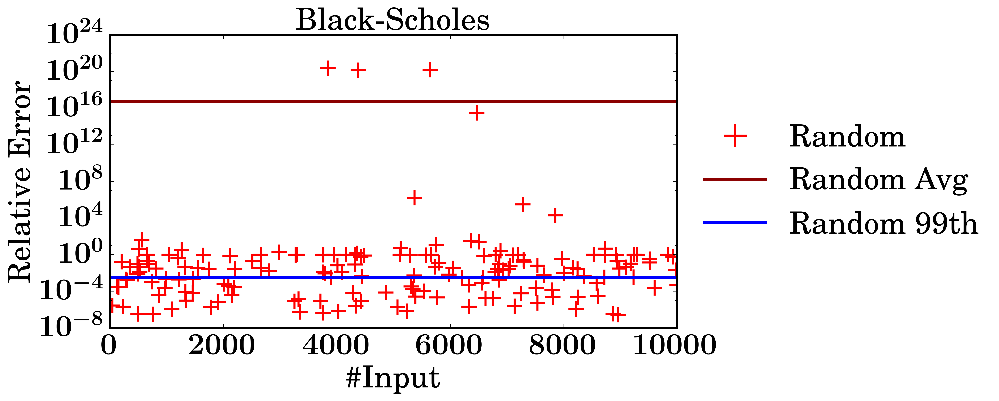 Black-Scholes
10^24
10^20
10^16
10^12
10^8
10^4
10^0
10^−4
10^−8
Relative Error
0 2000 4000 6000 8000 10000
#Input
Random
Random Avg
Random 99th